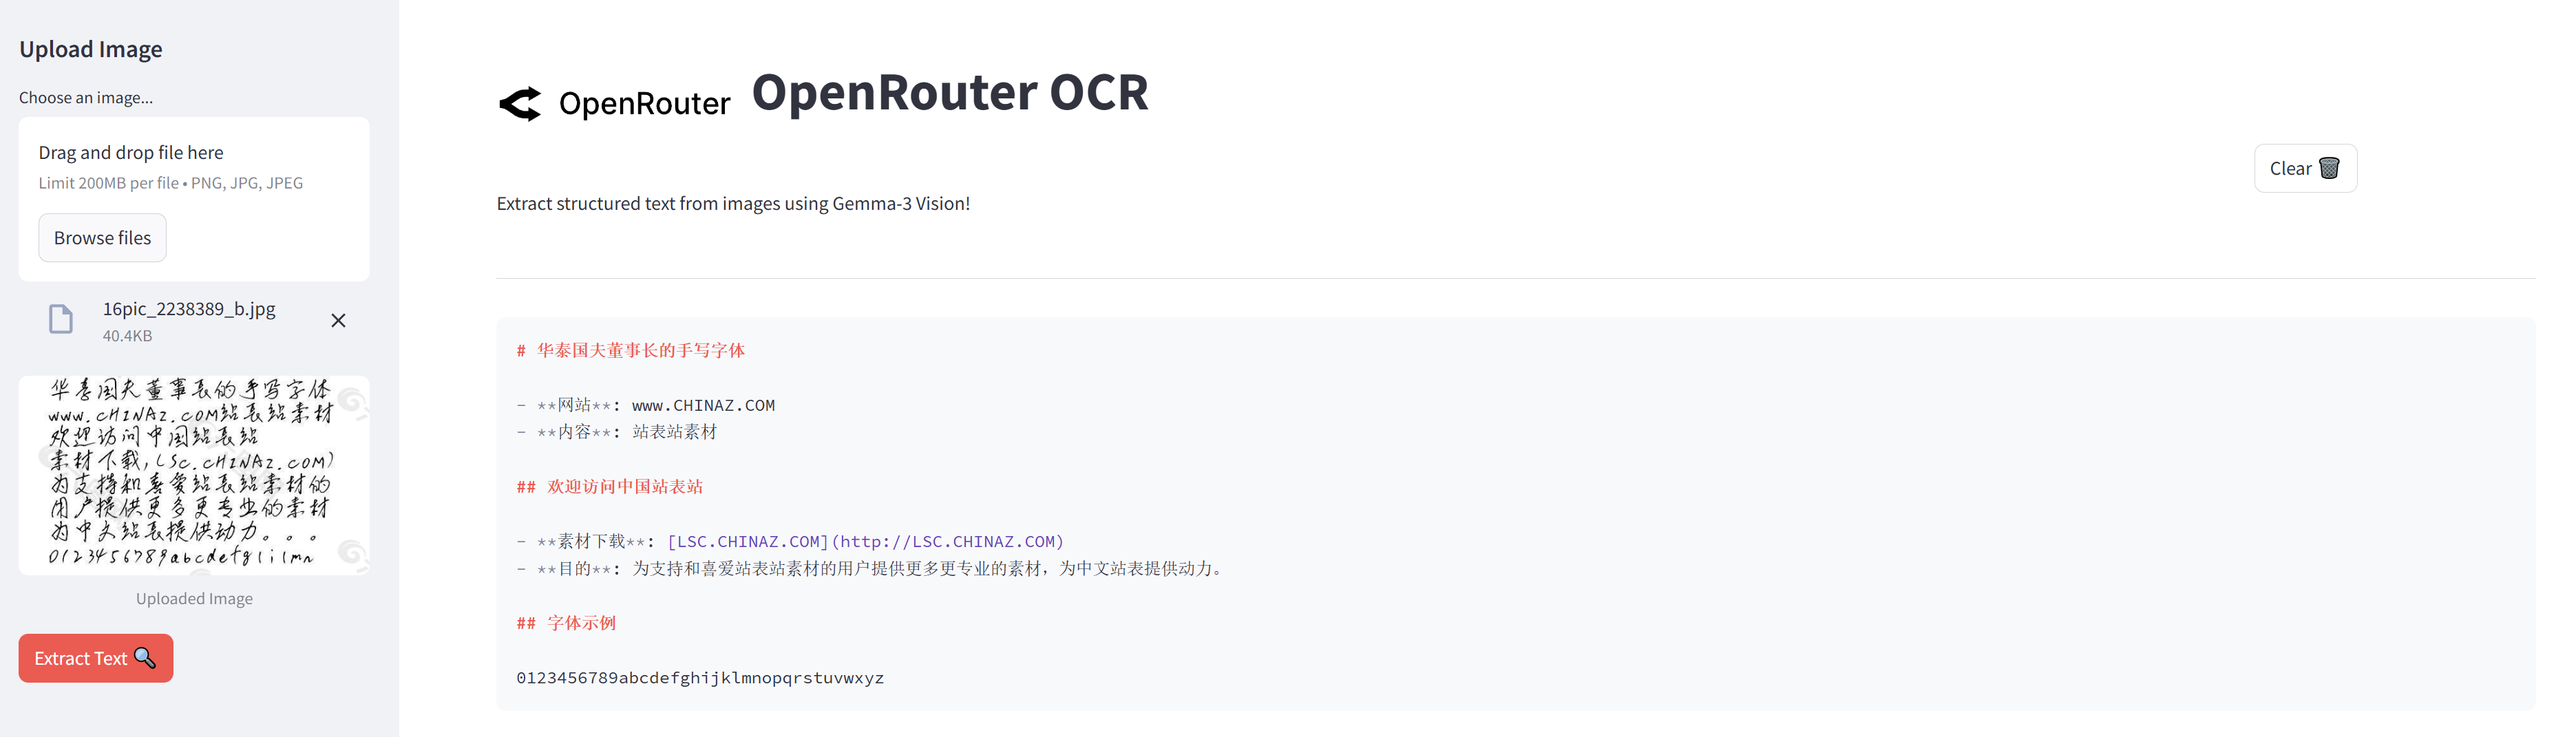 Upload Image
Choose an image...
Drag and drop file here
Limit 200MB per file • PNG, JPG, JPEG
Browse files
16pic_2238389_b.jpg
40.4KB
华泰国夫董事长的手写字体
www.CHINAZ.COM站长站素材
欢迎访问中国站长站
素材下载,(SC.CHINAZ.COM)
为支持和喜爱站长站素材的
用户提供更多更专业的素材
为中文站长提供动力。。。
0123456789abcdefg
Uploaded Image
Extract Text
OpenRouter OpenRouter OCR
Clear
Extract structured text from images using Gemma-3 Vision!
# 华泰国夫董事长的手写字体
- **网站**: www.CHINAZ.COM
- **内容**: 站表站素材
## 欢迎访问中国站表站
- **素材下载**: [LSC.CHINAZ.COM](http://LSC.CHINAZ.COM)
- **目的**: 为支持和喜爱站表站素材的用户提供更多更专业的素材，为中文站表提供动力。
## 字体示例
0123456789abcdefghijklmnopqrstuvwxyz